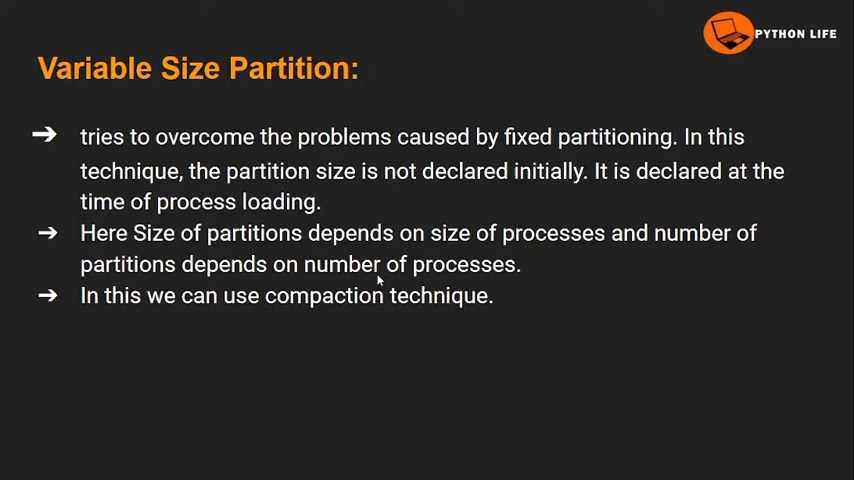 PYTHON LIFE
Variable Size Partition:
➔ tries to overcome the problems caused by fixed partitioning. In this
technique, the partition size is not declared initially. It is declared at the
time of process loading.
➔ Here Size of partitions depends on size of processes and number of
partitions depends on number of processes.
➔ In this we can use compaction technique.